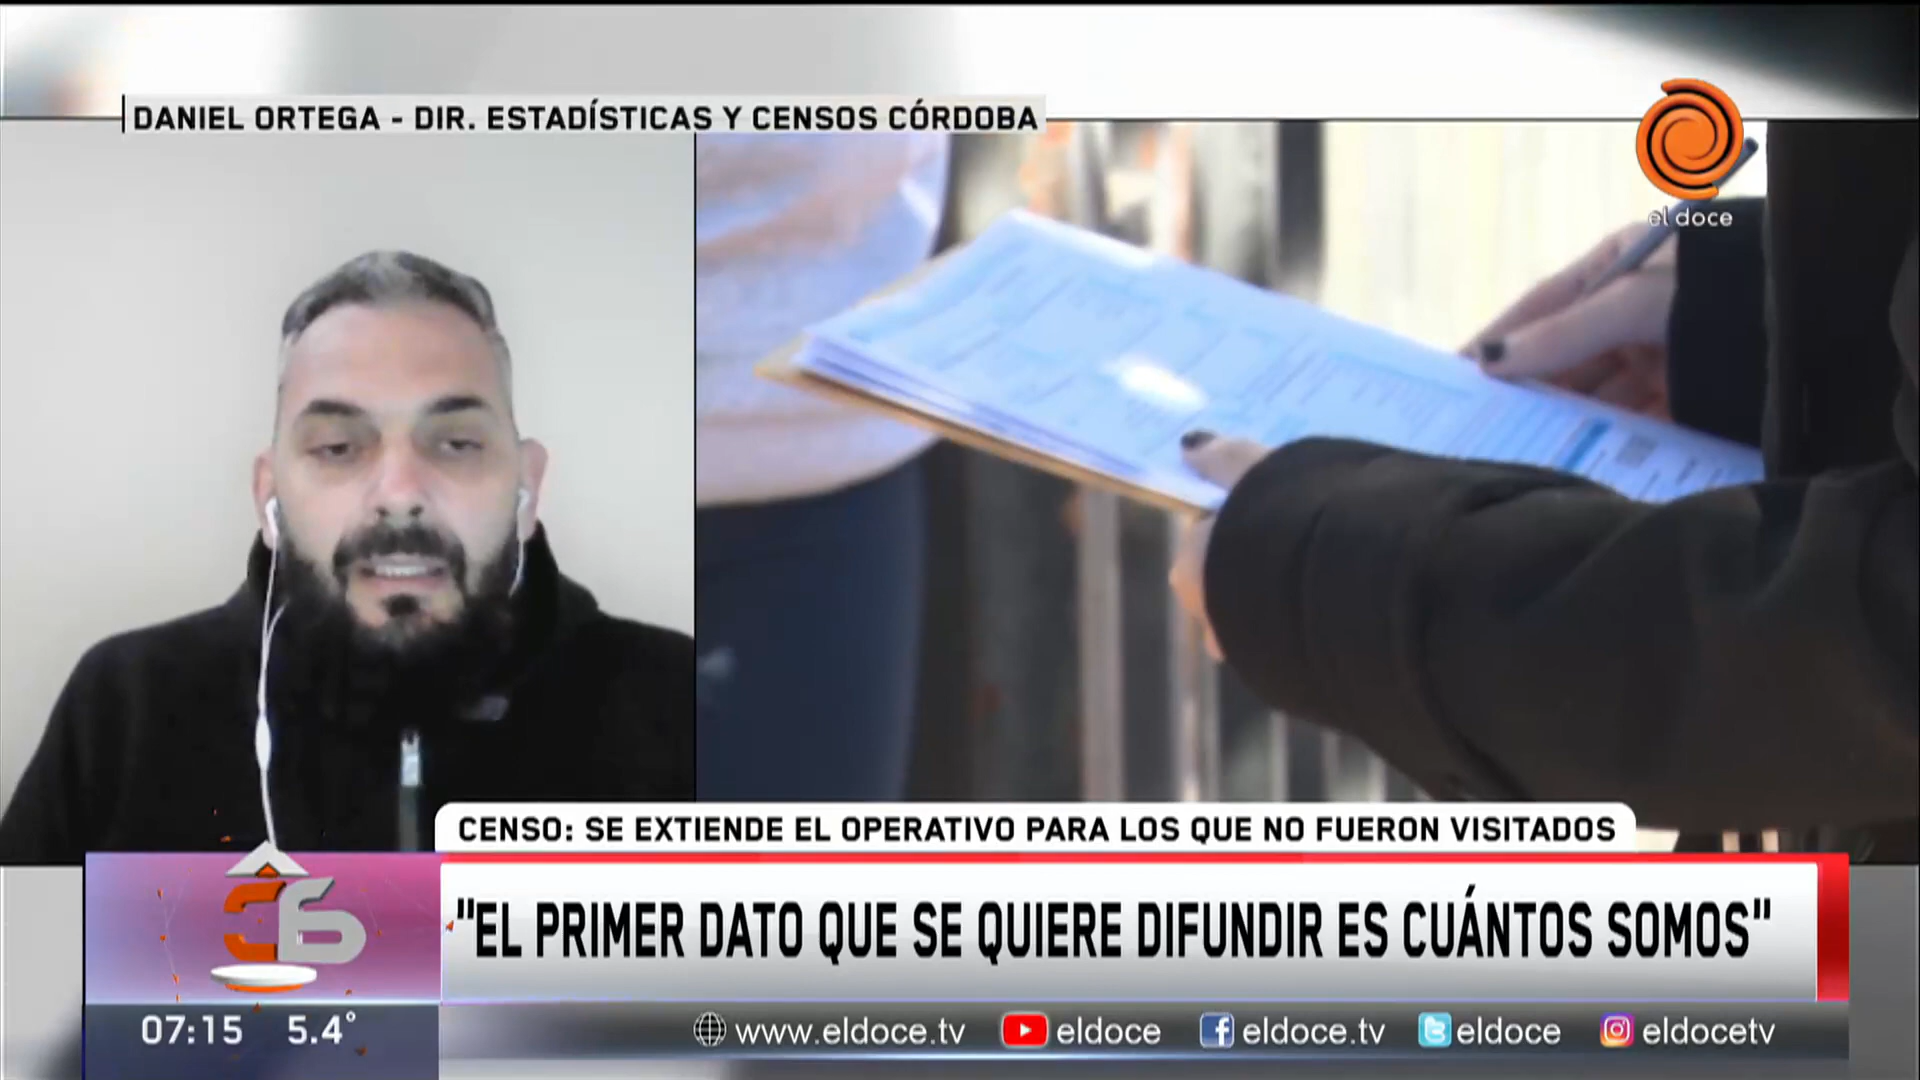 DANIEL ORTEGA - DIR. ESTADÍSTICAS Y CENSOS CÓRDOBA
el doce
CENSO: SE EXTIENDE EL OPERATIVO PARA LOS QUE NO FUERON VISITADOS
"EL PRIMER DATO QUE SE QUIERE DIFUNDIR ES CUÁNTOS SOMOS"
07:15 5.4° www.eldoce.tv eldoce eldoce.tv eldoce eldocetv